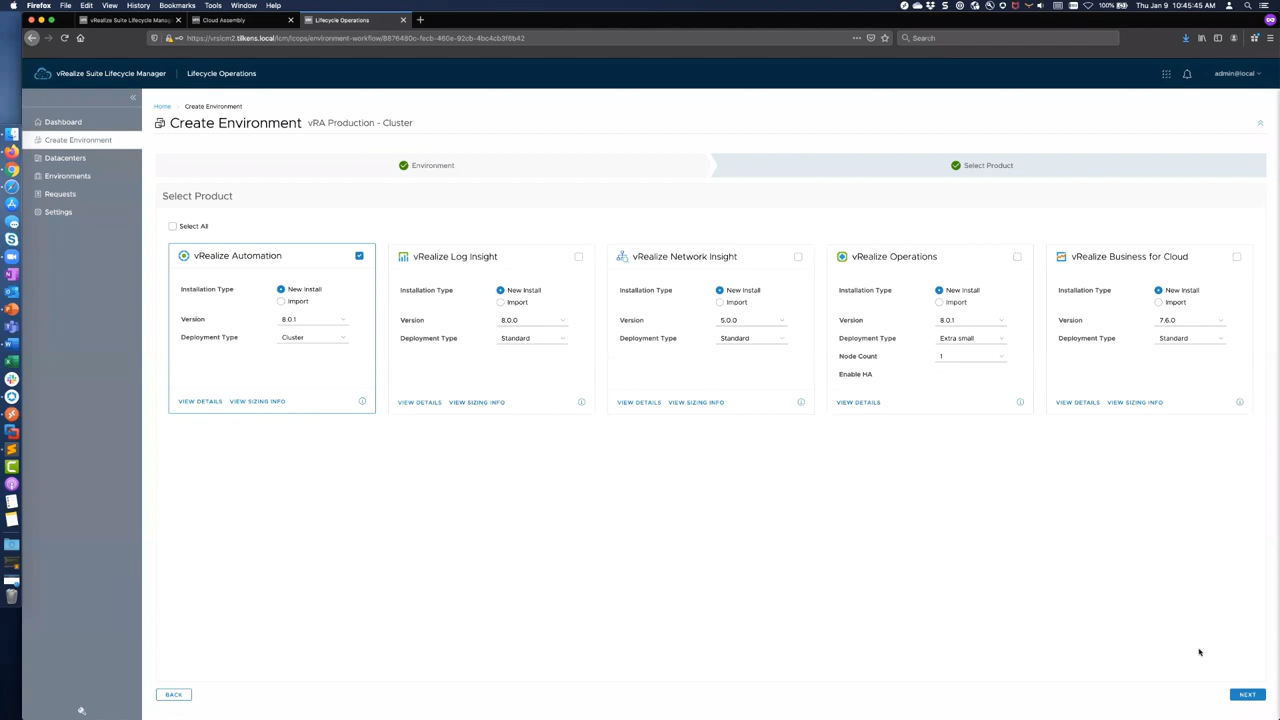 Firefox File Edit View History Bookmarks Tools Window Help
100% Thu Jan 9 10:45:45 AM
vRealize Suite Lifecycle Manag
Cloud Assembly
Lifecycle Operations
https://vrslcm2.tilkens.local/lcm/lcops/environment-workflow/8876480c-fecb-460e-92cb-4bc4cb3f6b42
Search
vRealize Suite Lifecycle Manager
Lifecycle Operations
admin@local
Dashboard
Create Environment
Datacenters
Environments
Requests
Settings
Home Create Environment
Create Environment vRA Production - Cluster
Environment
Select Product
Select Product
Select All
vRealize Automation
Installation Type New Install
Import
Version 8.0.1
Deployment Type Cluster
VIEW DETAILS VIEW SIZING INFO
vRealize Log Insight
Installation Type New Install
Import
Version 8.0.0
Deployment Type Standard
VIEW DETAILS VIEW SIZING INFO
vRealize Network Insight
Installation Type New Install
Import
Version 5.0.0
Deployment Type Standard
VIEW DETAILS VIEW SIZING INFO
vRealize Operations
Installation Type New Install
Import
Version 8.0.1
Deployment Type Extra small
Node Count 1
Enable HA
VIEW DETAILS
vRealize Business for Cloud
Installation Type New Install
Import
Version 7.6.0
Deployment Type Standard
VIEW DETAILS VIEW SIZING INFO
BACK
NEXT